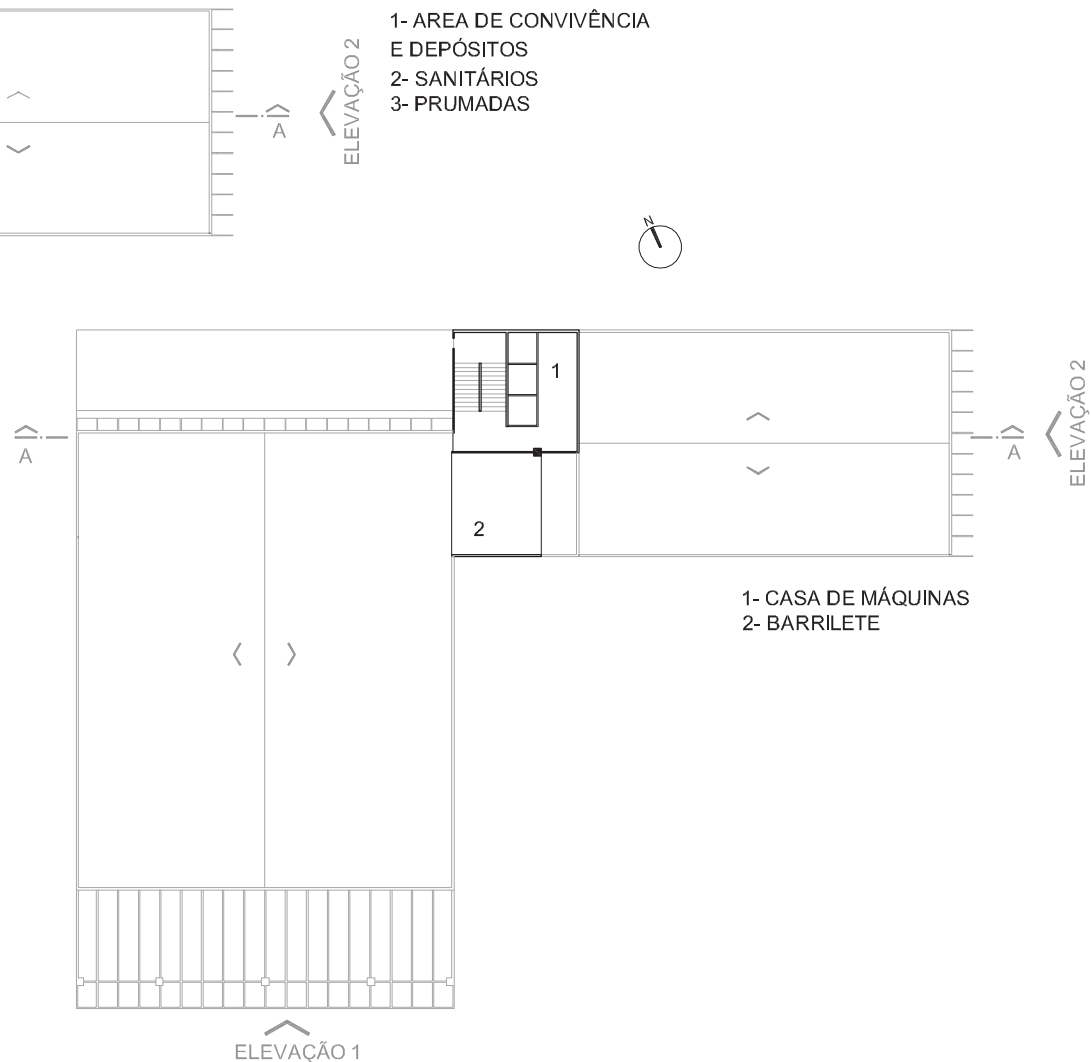 1- AREA DE CONVIVÊNCIA
E DEPÓSITOS
2- SANITÁRIOS
3- PRUMADAS
ELEVAÇÃO 2
A
N
1
2
A
A
ELEVAÇÃO 2
1- CASA DE MÁQUINAS
2- BARRILETE
ELEVAÇÃO 1